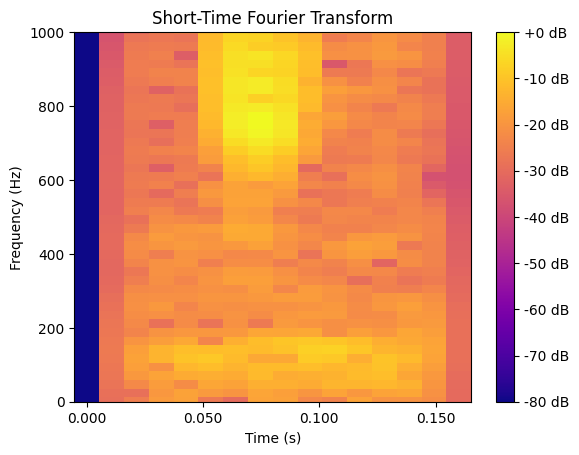 Short-Time Fourier Transform
1000
800
600
400
200
0
Frequency (Hz)
0.000
0.050
0.100
0.150
Time (s)
+0 dB
-10 dB
-20 dB
-30 dB
-40 dB
-50 dB
-60 dB
-70 dB
-80 dB